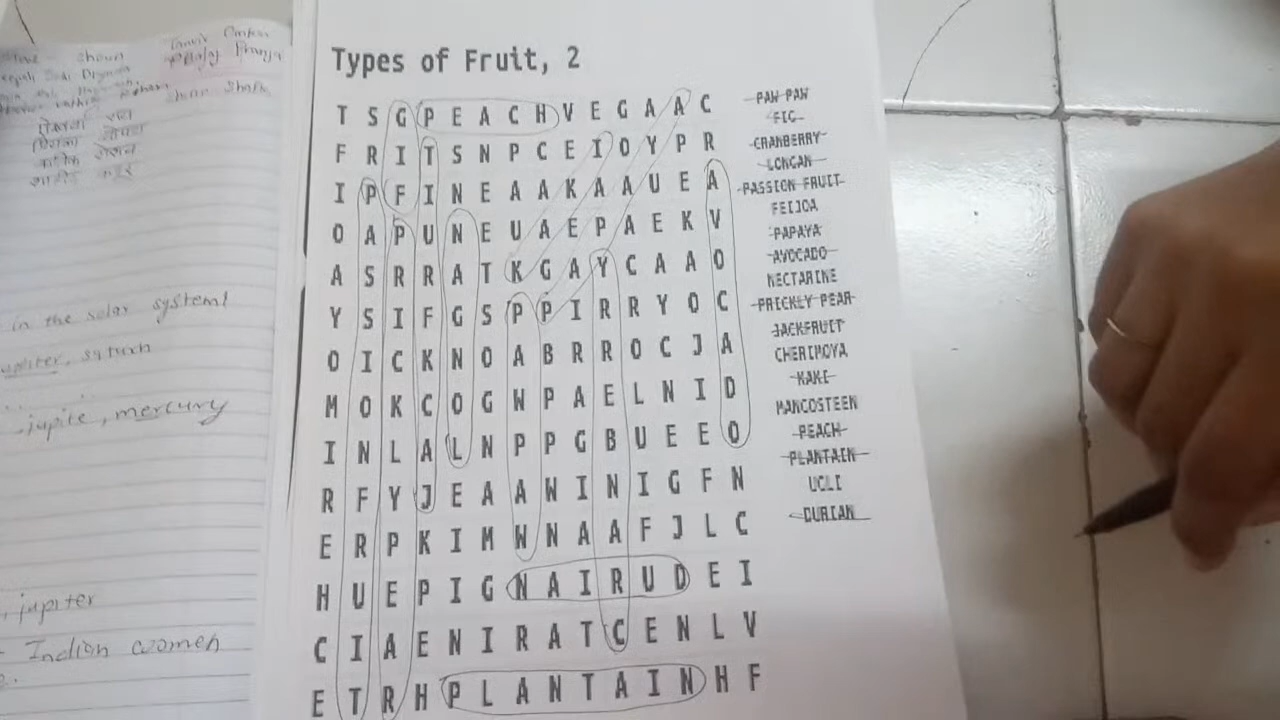 in the solar system!
jupiter, saturn
jupite, mercury
jupiter
Indian women
Types of Fruit, 2
T S G P E A C H V E G A A C
F R I T S N P C E I O Y P R
I P F I N E A A K A A U E A
O A P U N E U A E P A E K V
A S R R A T K G A Y C A A O
Y S I F G S P P I R R Y O C
O I C K N O A B R R O C J A
M O K C O G W P A E L N I D
I N L A L N P P G B U E E O
R F Y J E A A W I N I G F N
E R P K I M W N A A F J L C
H U E P I G N A I R U D E I
C I A E N I R A T C E N L V
E T R H P L A N T A I N H F
PAW PAW
FIG
CRANBERRY
LONGAN
PASSION FRUIT
FEIJOA
PAPAYA
AVOCADO
NECTARINE
PRICKLY PEAR
JACKFRUIT
CHERIMOYA
KAKI
MANGOSTEEN
PEACH
PLANTAIN
UGLI
DURIAN